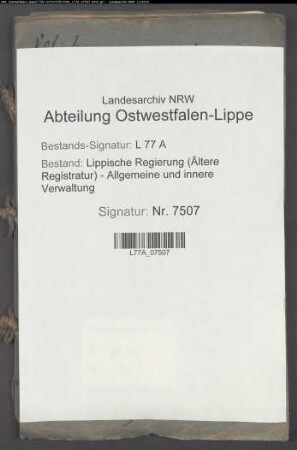 Landesarchiv NRW
Abteilung Ostwestfalen-Lippe
Bestands-Signatur: L 77 A
Bestand: Lippische Regierung (Ältere
Registratur) - Allgemeine und innere
Verwaltung
Signatur: Nr. 7507
L77A_07507